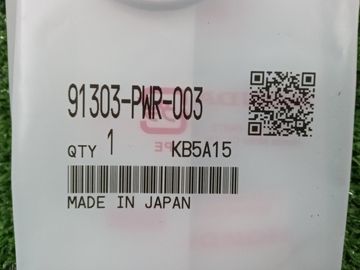 91303-PWR-003
QTY 1 KB5A15
MADE IN JAPAN